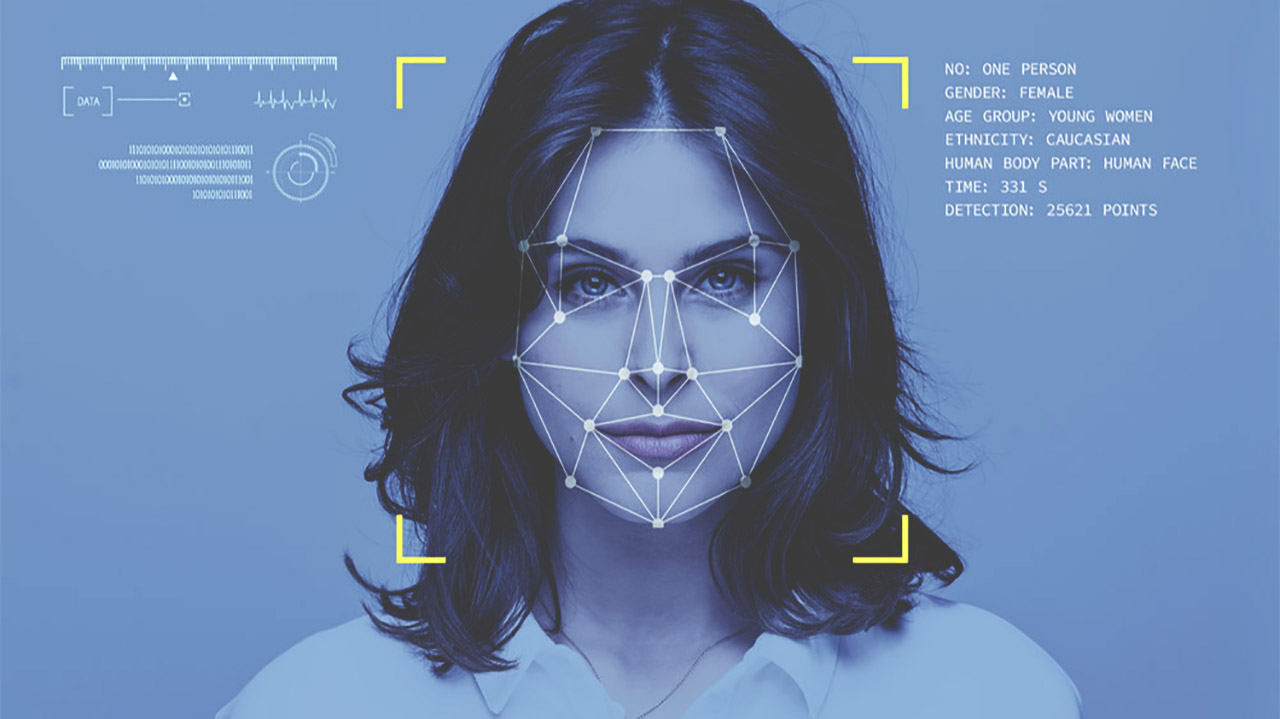 DATA
NO: ONE PERSON
GENDER: FEMALE
AGE GROUP: YOUNG WOMEN
ETHNICITY: CAUCASIAN
HUMAN BODY PART: HUMAN FACE
TIME: 331 S
DETECTION: 25621 POINTS